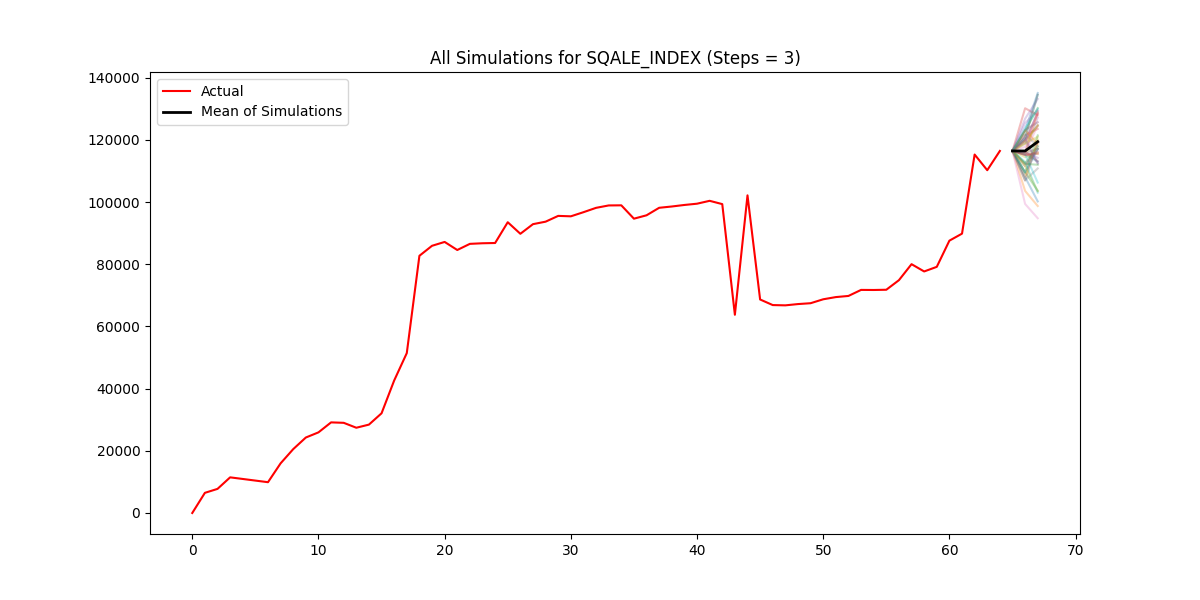 All Simulations for SQALE_INDEX (Steps = 3)
Actual
Mean of Simulations
140000
120000
100000
80000
60000
40000
20000
0
0 10 20 30 40 50 60 70